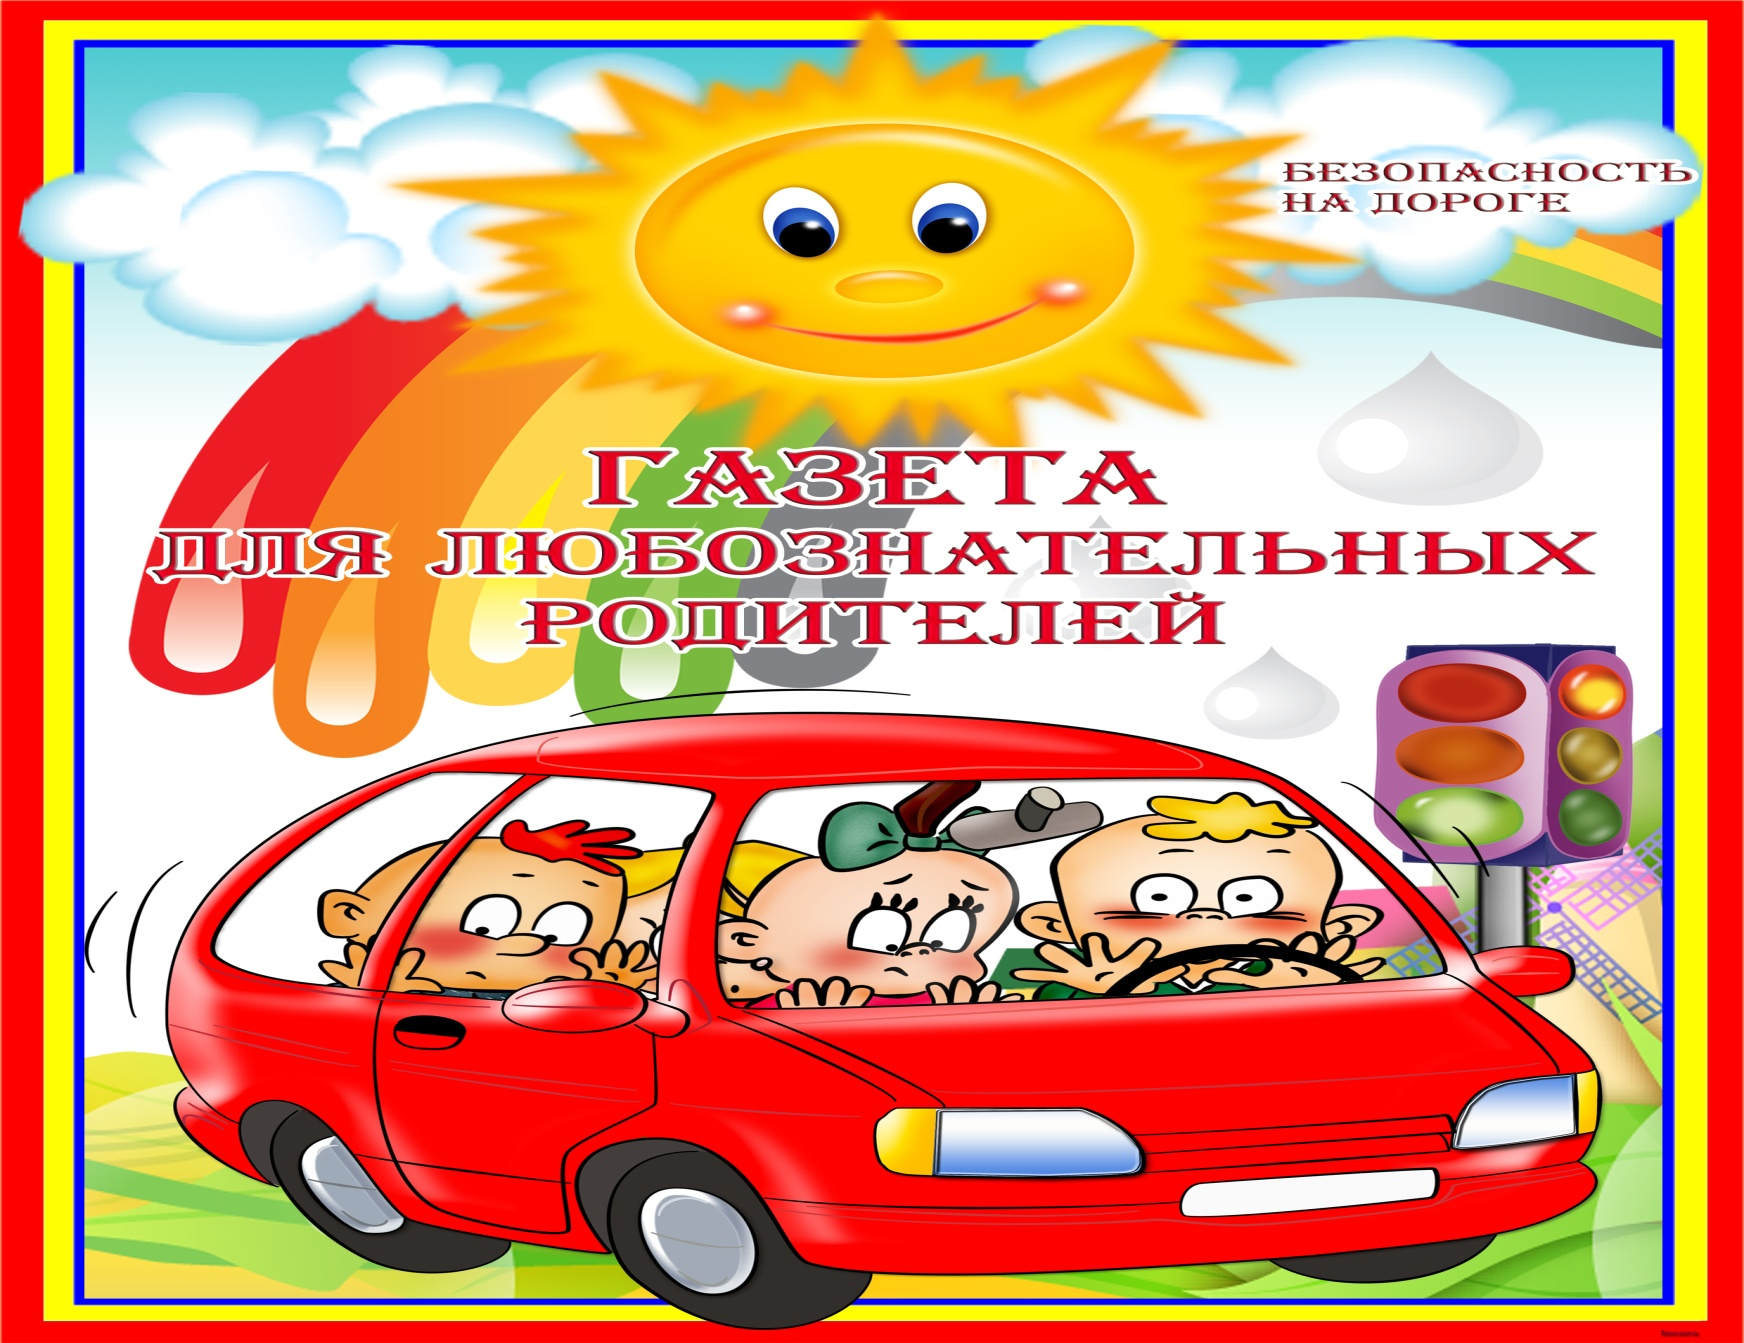 БЕЗОПАСНОСТЬ
НА ДОРОГЕ
ГАЗЕТА
ДЛЯ ЛЮБОЗНАТЕЛЬНЫХ
РОДИТЕЛЕЙ